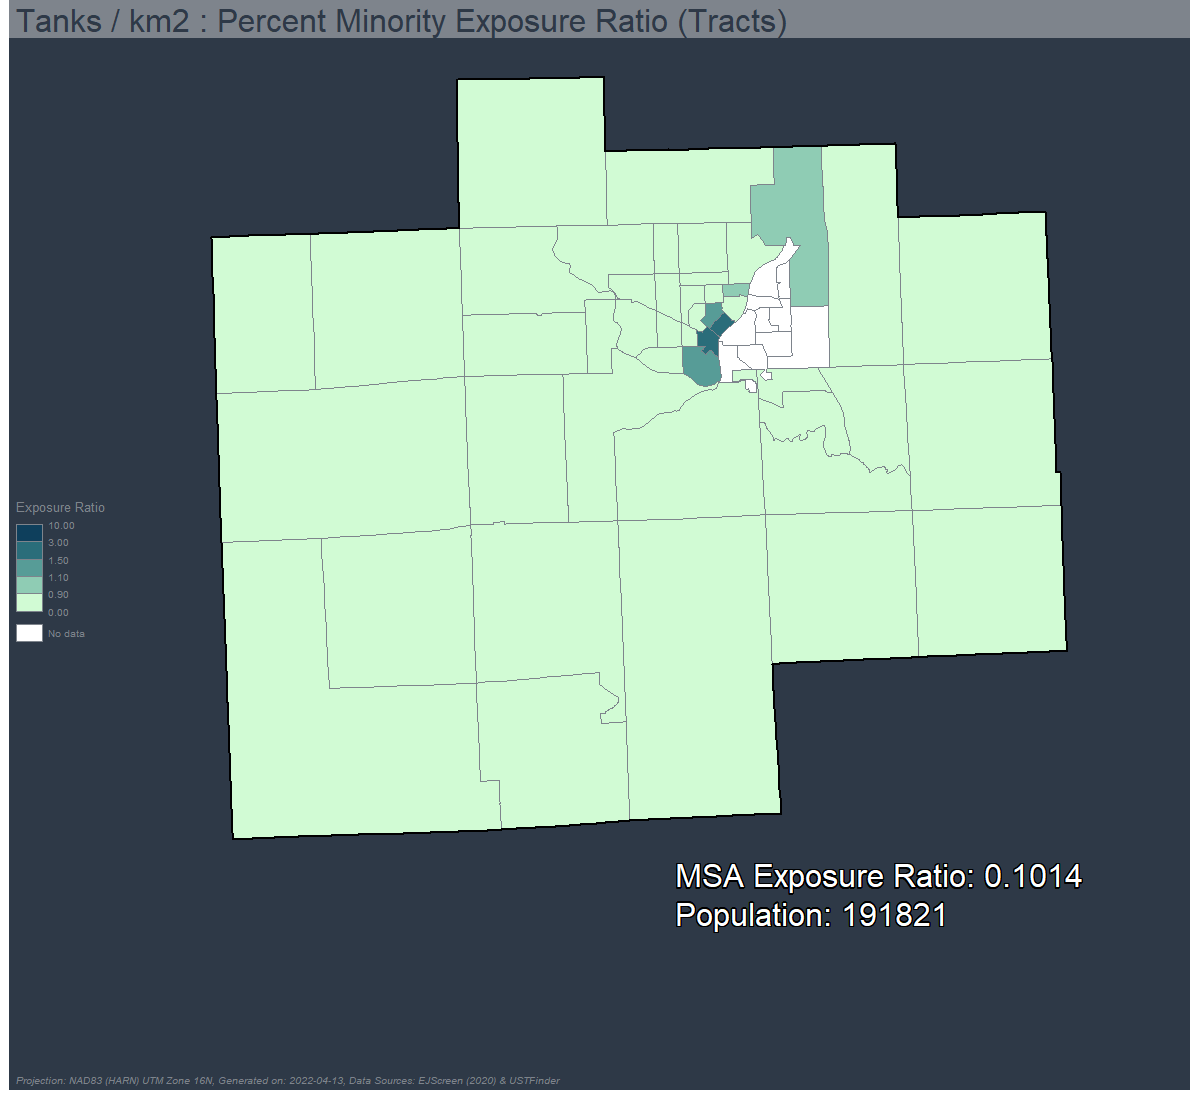 Tanks / km2 : Percent Minority Exposure Ratio (Tracts)
Exposure Ratio
10.00
3.00
1.50
1.10
0.90
0.00
No data
MSA Exposure Ratio: 0.1014
Population: 191821
Projection: NAD83 (HARN) UTM Zone 16N, Generated on: 2022-04-13, Data Sources: EJScreen (2020) & USTFinder